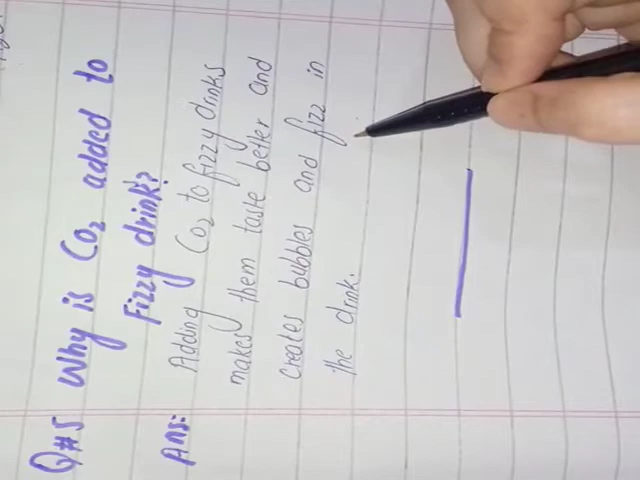 Q#5 Why is CO₂ added to
Fizzy drink?
Ans: Adding CO₂ to fizzy drinks
makes them taste better and
creates bubbles and fizz in
the drink.